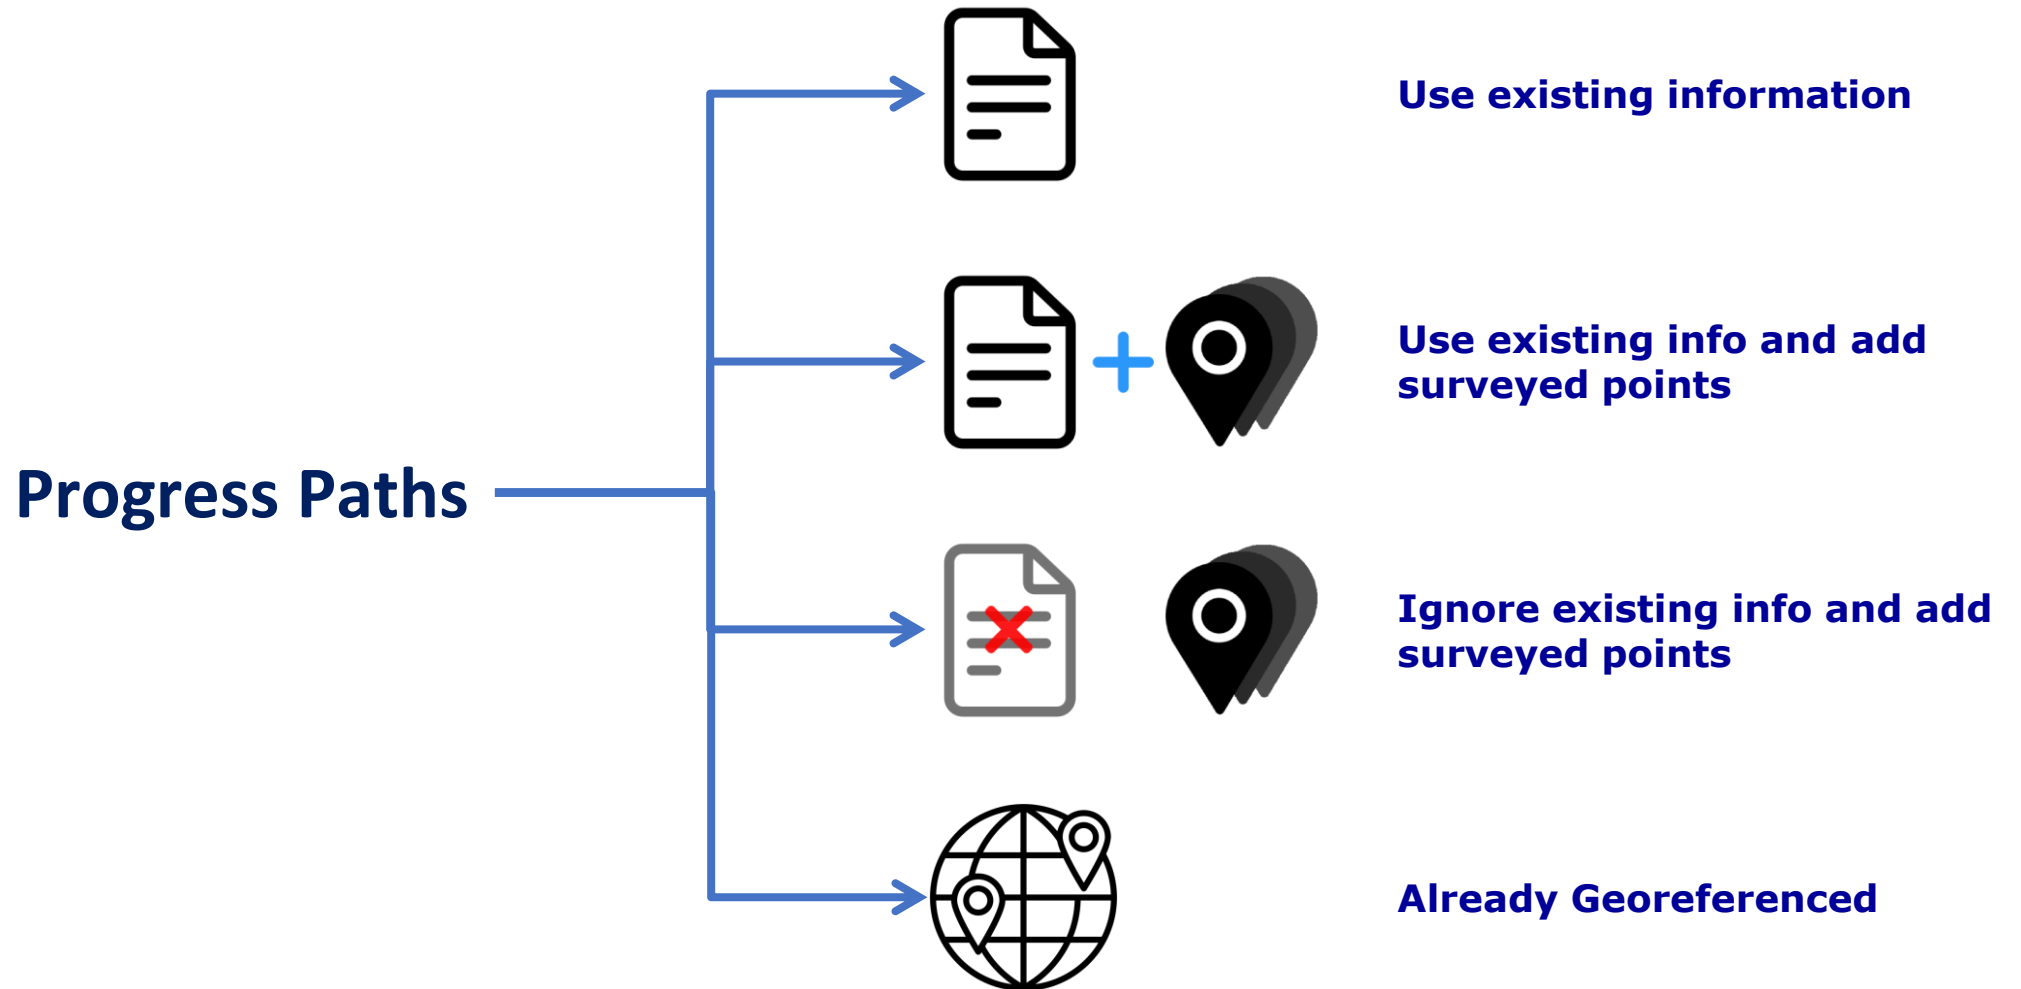 Use existing information
Use existing info and add
surveyed points
Progress Paths
Ignore existing info and add
surveyed points
Already Georeferenced